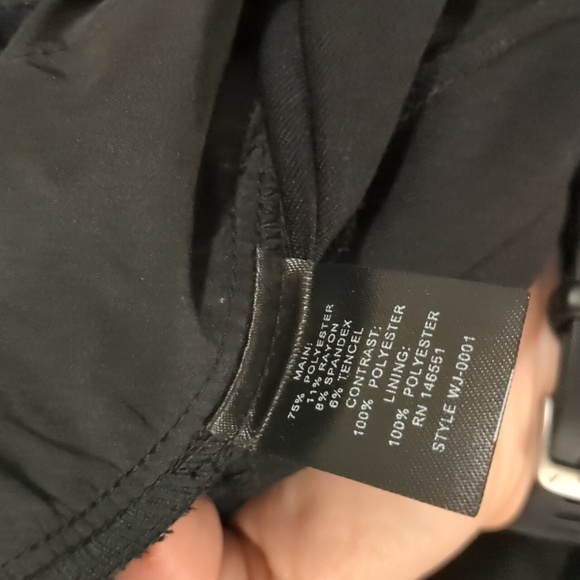 MAIN:
75% POLYESTER
11% RAYON
8% SPANDEX
6% TENCEL
CONTRAST:
100% POLYESTER
LINING:
100% POLYESTER
RN 146551
STYLE WJ-0001